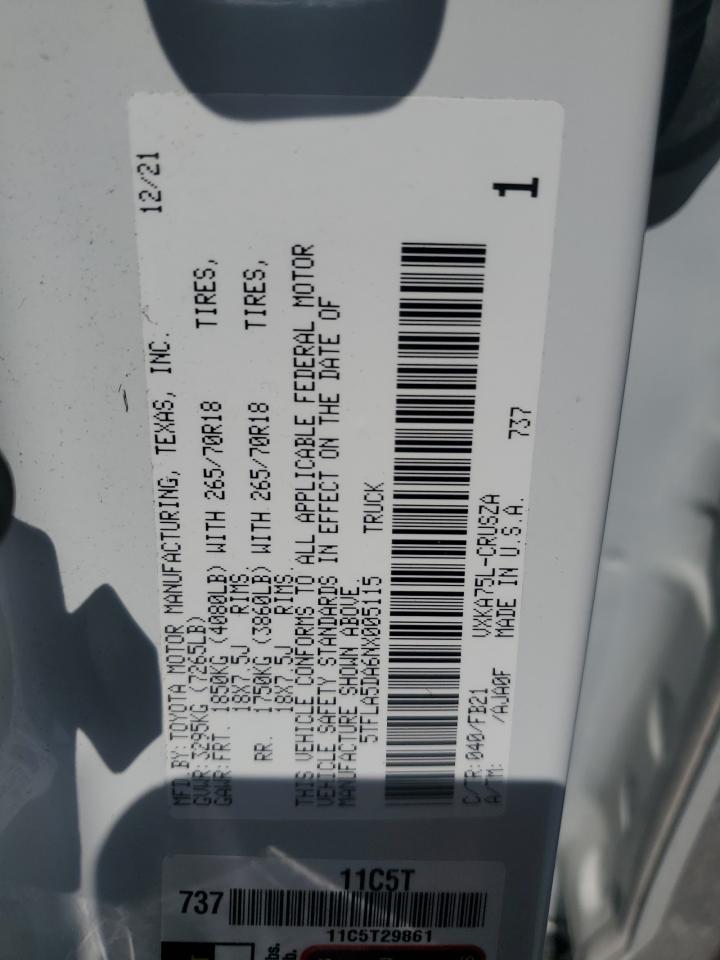 MFD BY:TOYOTA MOTOR MANUFACTURING, TEXAS, INC. 12/21
GVWR:3295KG (7265LB)
GAWR:FRT. 1850KG (4080LB) WITH 265/70R18 TIRES,
18X7.5J RIMS.
RR. 1750KG (3860LB) WITH 265/70R18 TIRES,
18X7.5J RIMS.
THIS VEHICLE CONFORMS TO ALL APPLICABLE FEDERAL MOTOR
VEHICLE SAFETY STANDARDS IN EFFECT ON THE DATE OF
MANUFACTURE SHOWN ABOVE.
5TFLA5DA6NX005115 TRUCK
C/TR:040/FB21 VXKA75L-CRUSZA
A/TM: /AJA0F MADE IN U.S.A. 737
1
11C5T
737
11C5T29861